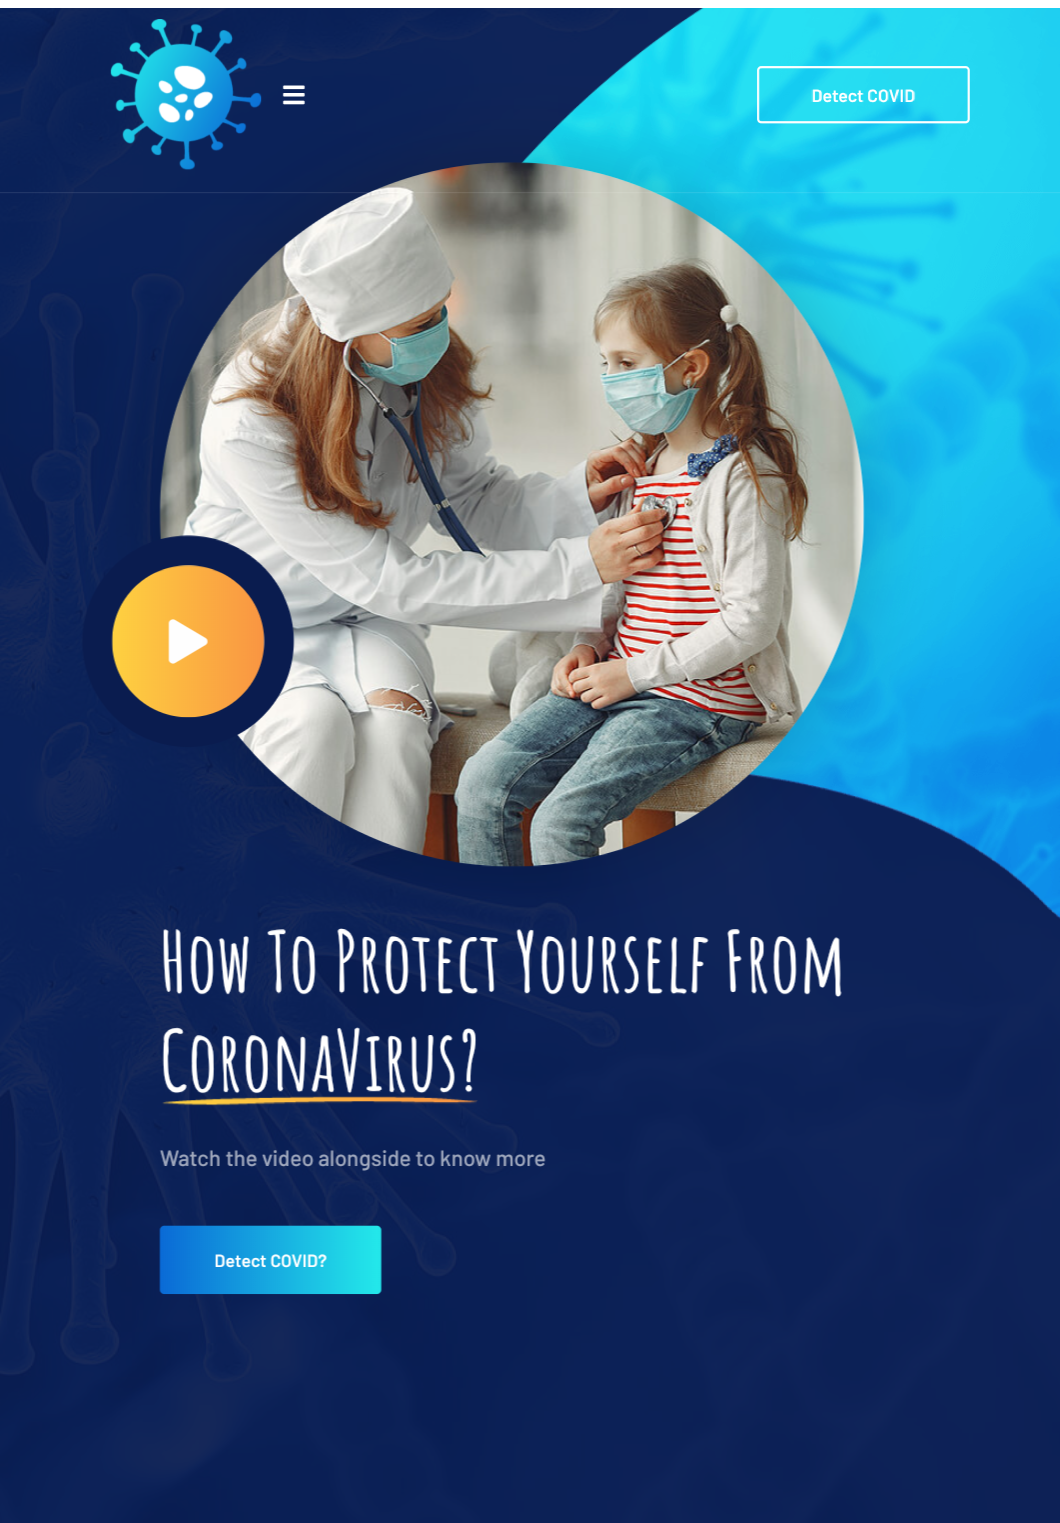 Detect COVID
How To Protect Yourself From
CoronaVirus?
Watch the video alongside to know more
Detect COVID?